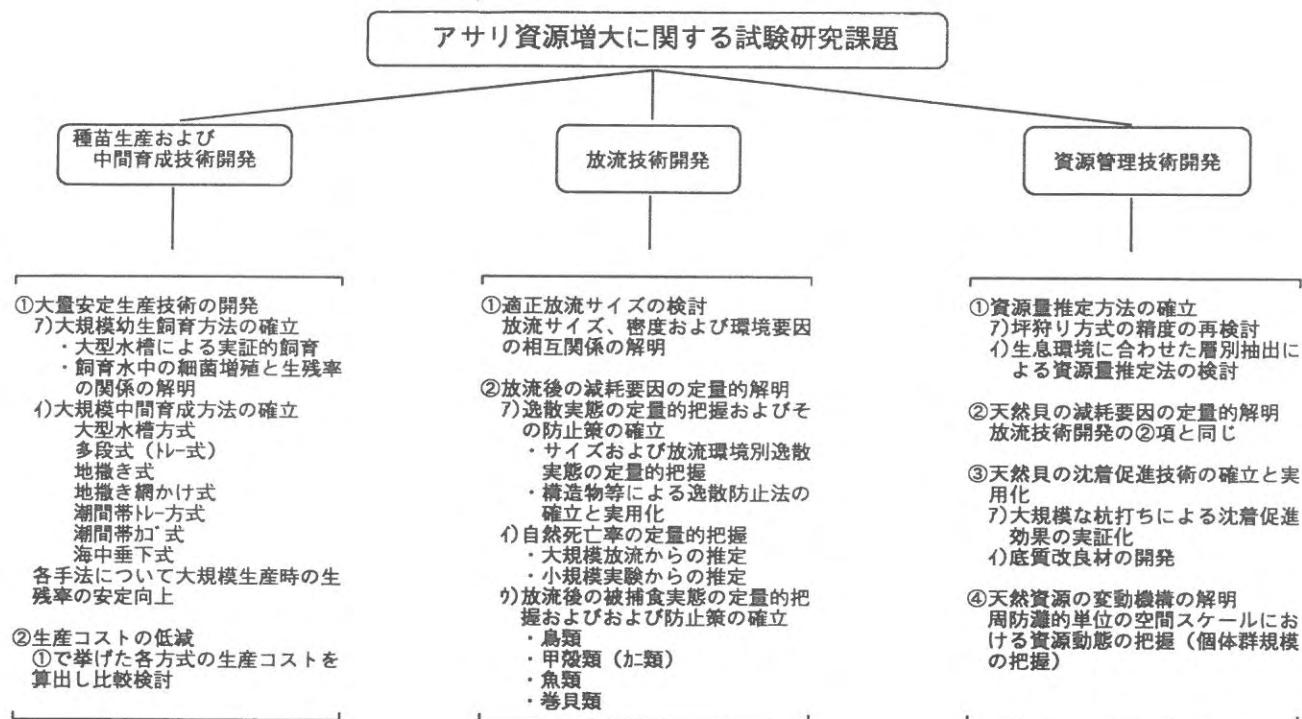 アサリ資源増大に関する試験研究課題
種苗生産および
中間育成技術開発
①大量安定生産技術の開発
ｱ)大規模幼生飼育方法の確立
・大型水槽による実証的飼育
・飼育水中の細菌増殖と生残率
の関係の解明
ｲ)大規模中間育成方法の確立
大型水槽方式
多段式（ﾄﾚｰ式）
地撒き式
地撒き網かけ式
潮間帯ﾄﾚｰ方式
潮間帯ｶｺﾞ式
海中垂下式
各手法について大規模生産時の生
残率の安定向上
②生産コストの低減
①で挙げた各方式の生産コストを
算出し比較検討
放流技術開発
①適正放流サイズの検討
放流サイズ、密度および環境要因
の相互関係の解明
②放流後の減耗要因の定量的解明
ｱ)逸散実態の定量的把握およびそ
の防止策の確立
・サイズおよび放流環境別逸散
実態の定量的把握
・構造物等による逸散防止法の
確立と実用化
ｲ)自然死亡率の定量的把握
・大規模放流からの推定
・小規模実験からの推定
ｳ)放流後の被捕食実態の定量的把
握およびおよび防止策の確立
・鳥類
・甲殻類（ｶﾆ類）
・魚類
・巻貝類
資源管理技術開発
①資源量推定方法の確立
ｱ)坪狩り方式の精度の再検討
ｲ)生息環境に合わせた層別抽出に
よる資源量推定法の検討
②天然貝の減耗要因の定量的解明
放流技術開発の②項と同じ
③天然貝の沈着促進技術の確立と実
用化
ｱ)大規模な杭打ちによる沈着促進
効果の実証化
ｲ)底質改良材の開発
④天然資源の変動機構の解明
周防灘的単位の空間スケールにお
ける資源動態の把握（個体群規模
の把握）